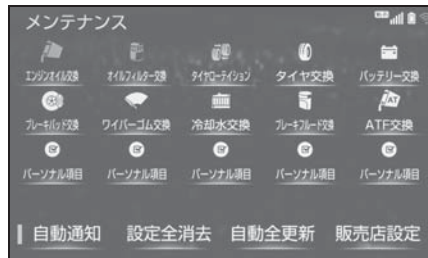 メンテナンス
エンジンオイル交換 オイルフィルター交換 タイヤローテイション タイヤ交換 バッテリー交換
ブレーキパッド交換 ワイパーゴム交換 冷却水交換 ブレーキフルード交換 ATF交換
パーソナル項目 パーソナル項目 パーソナル項目 パーソナル項目 パーソナル項目
自動通知 設定全消去 自動全更新 販売店設定